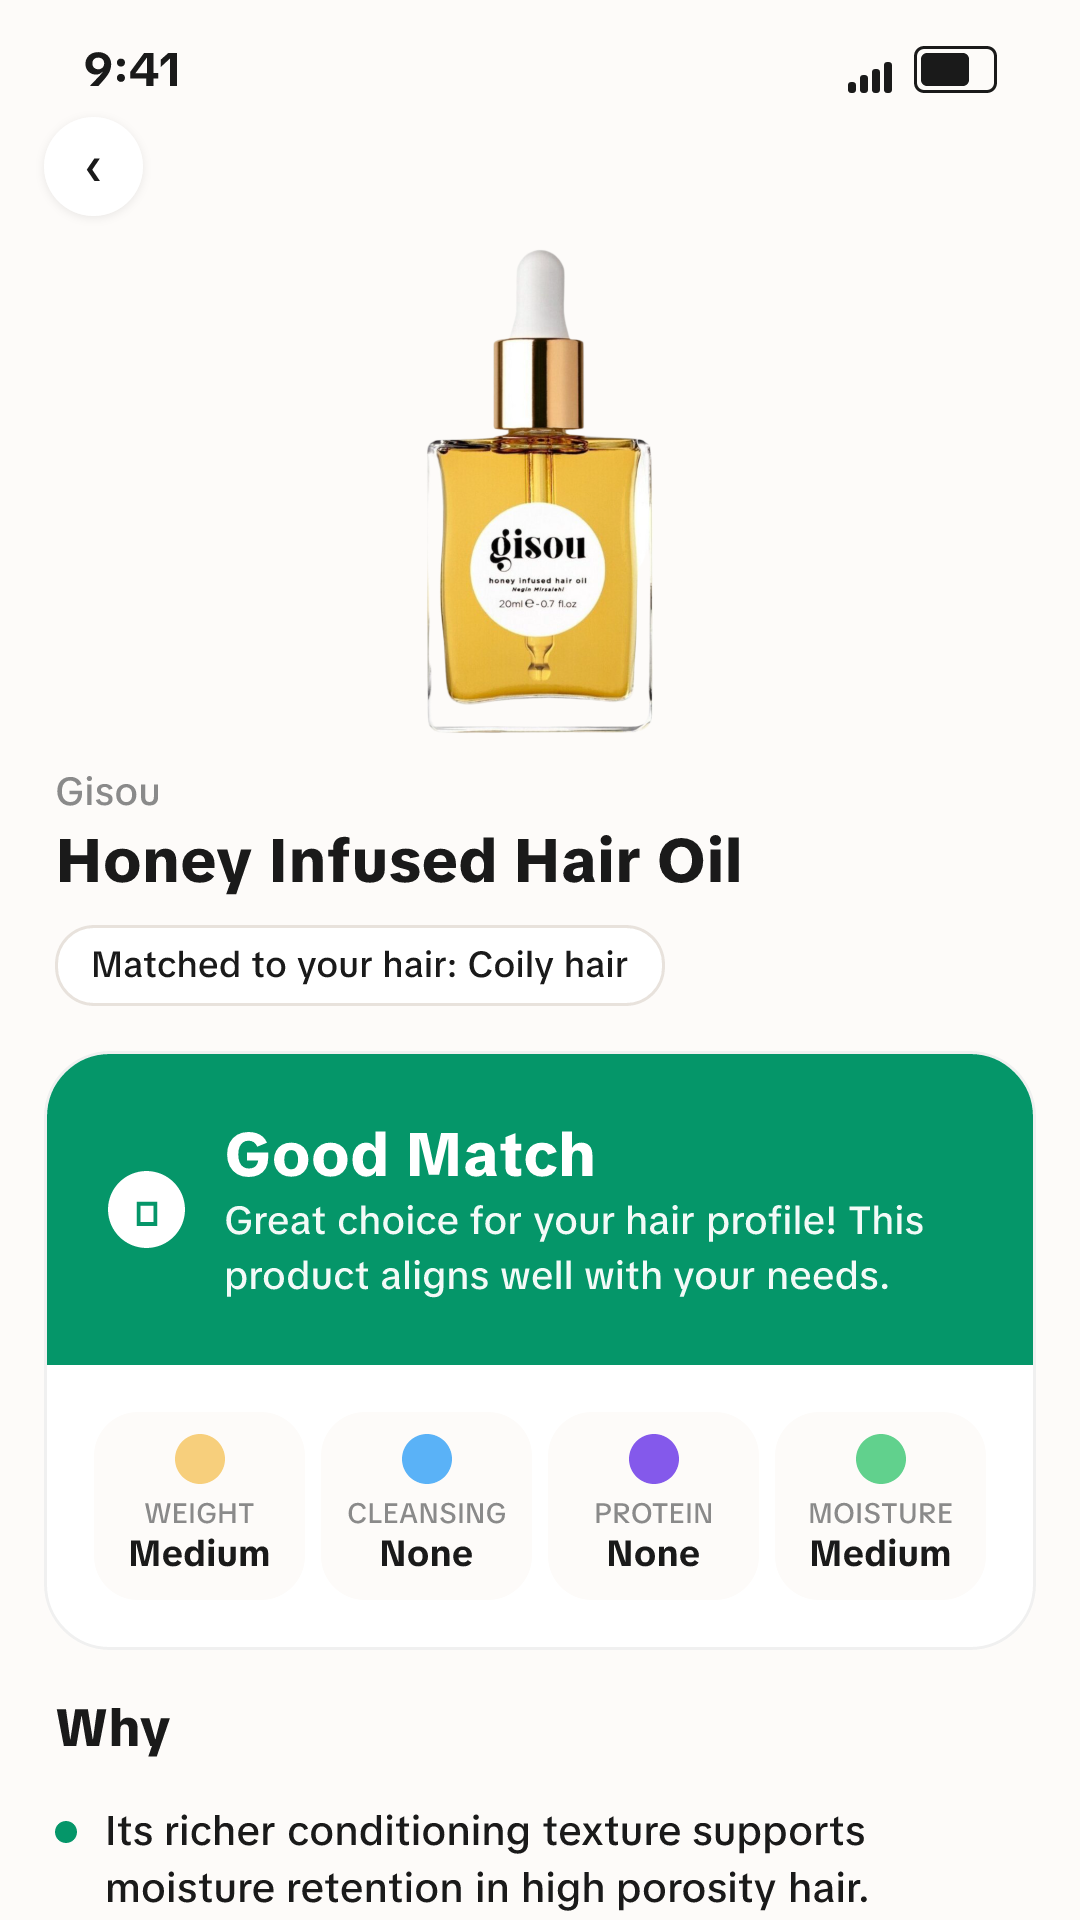 9:41
‹
gisou
honey infused hair oil
Negin Mirsalehi
20ml ℮ - 0.7 fl.oz
Gisou
Honey Infused Hair Oil
Matched to your hair: Coily hair
Good Match
Great choice for your hair profile! This
product aligns well with your needs.
WEIGHT
Medium
CLEANSING
None
PROTEIN
None
MOISTURE
Medium
Why
Its richer conditioning texture supports
moisture retention in high porosity hair.